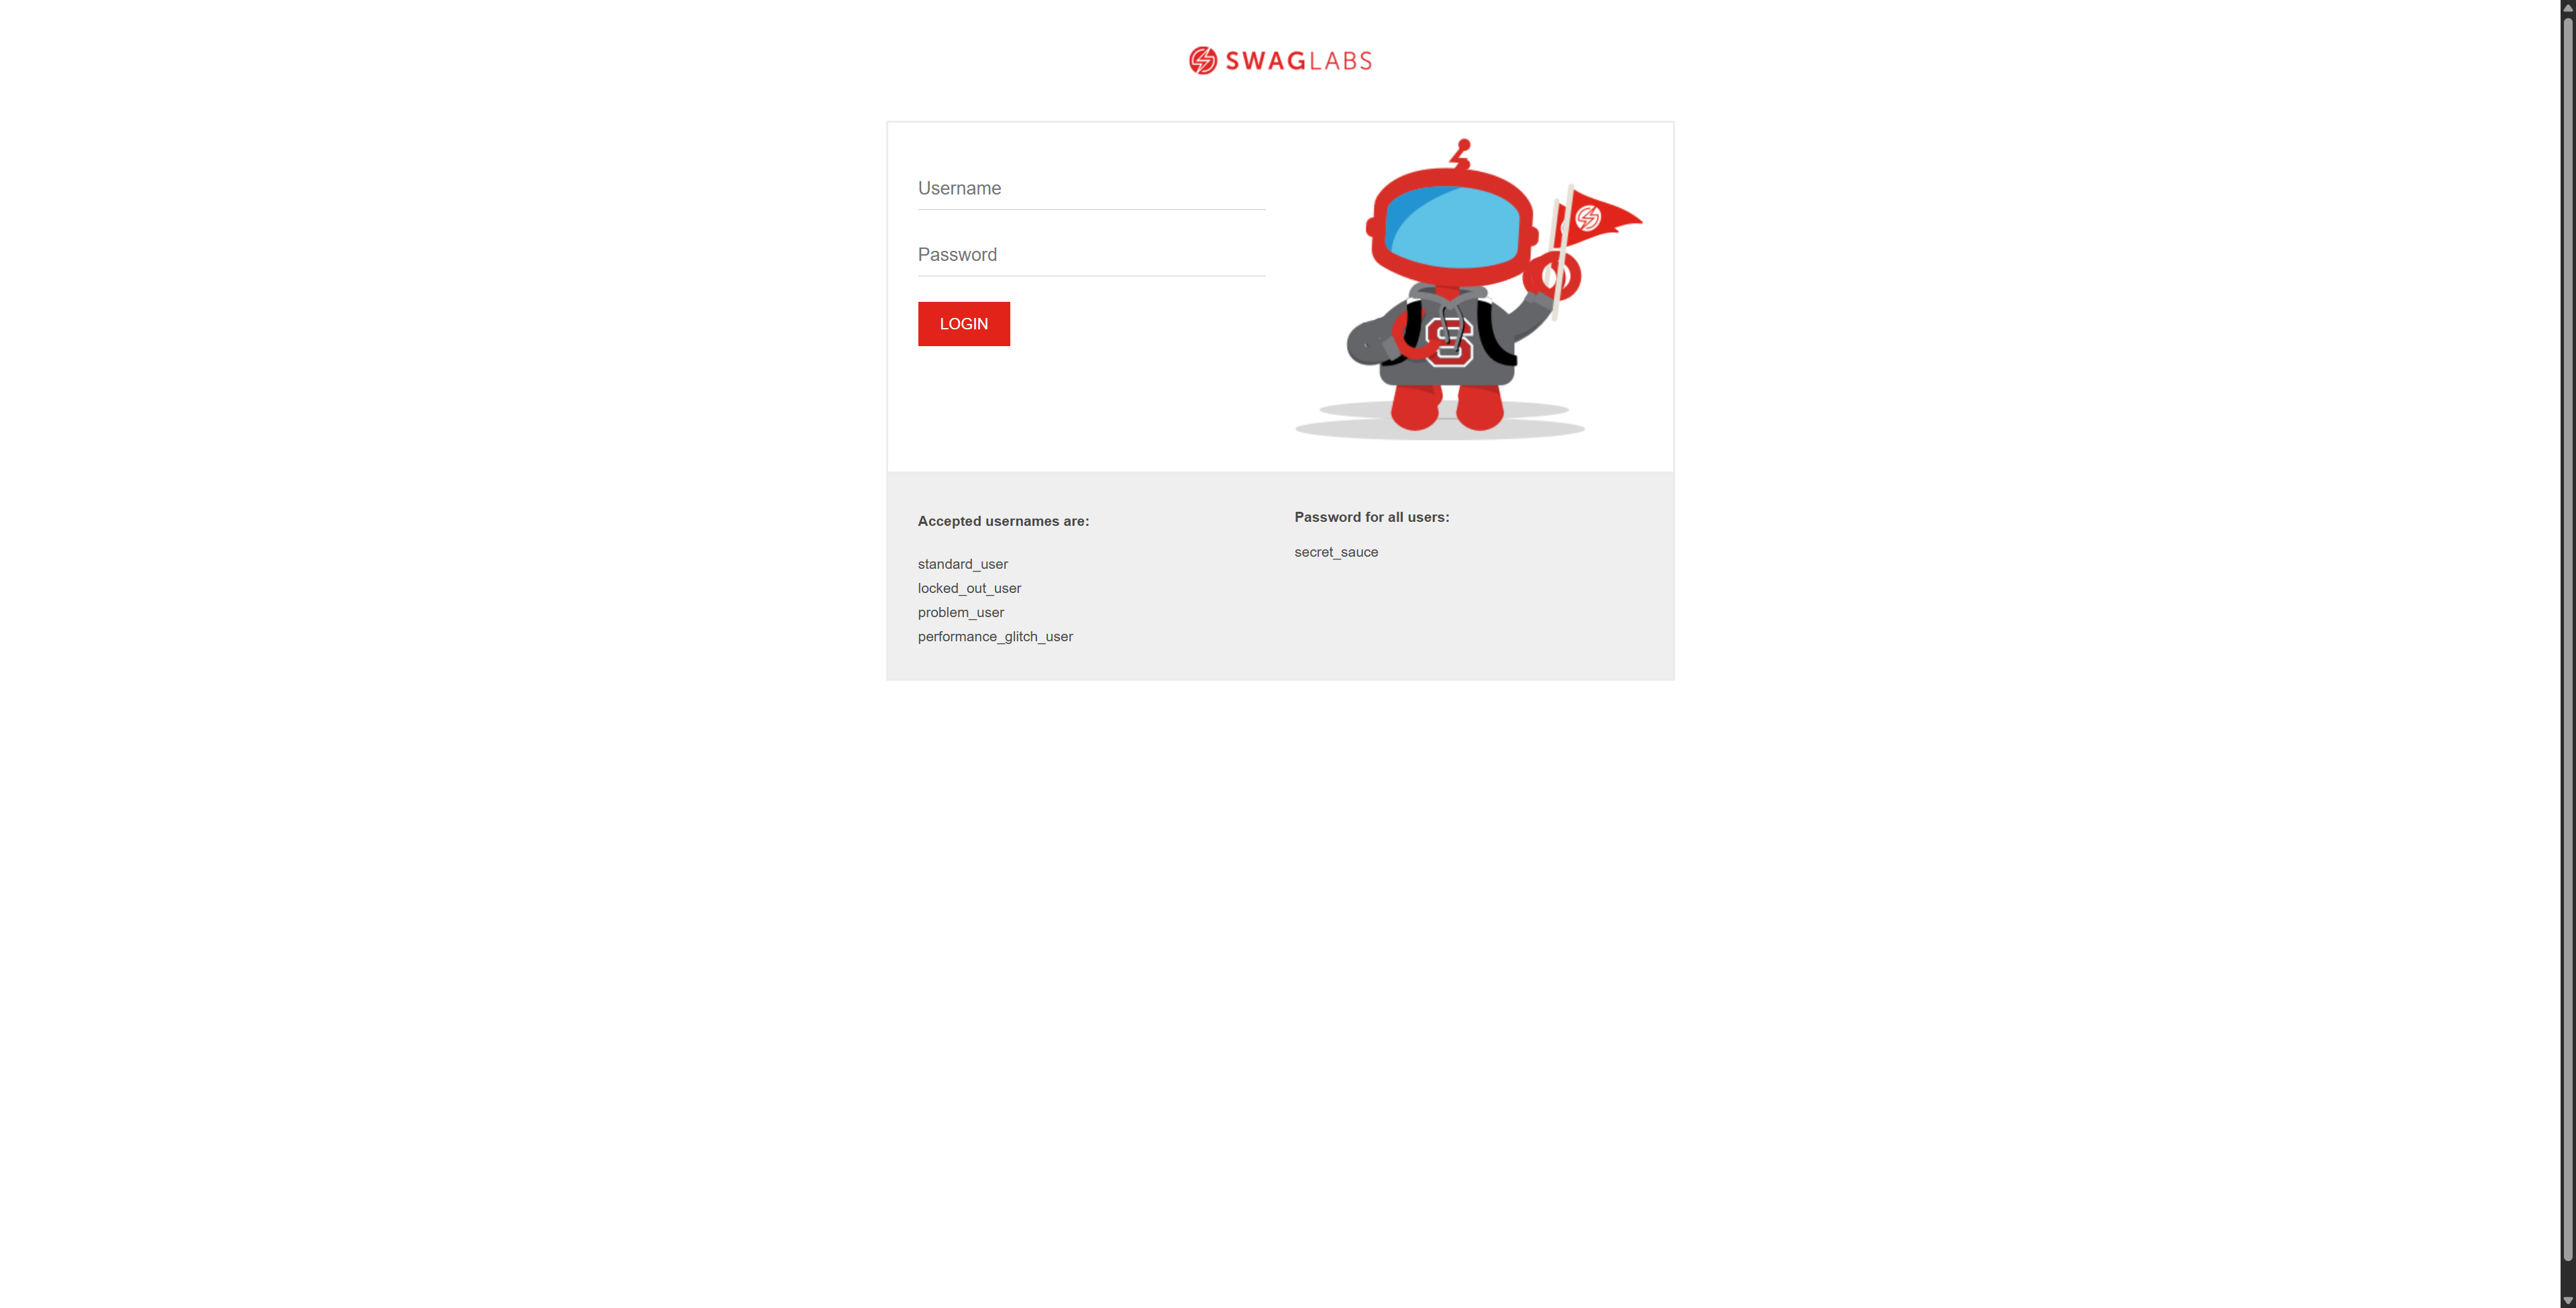 SWAGLABS
Username
Password
LOGIN
S
Accepted usernames are:
standard_user
locked_out_user
problem_user
performance_glitch_user
Password for all users:
secret_sauce